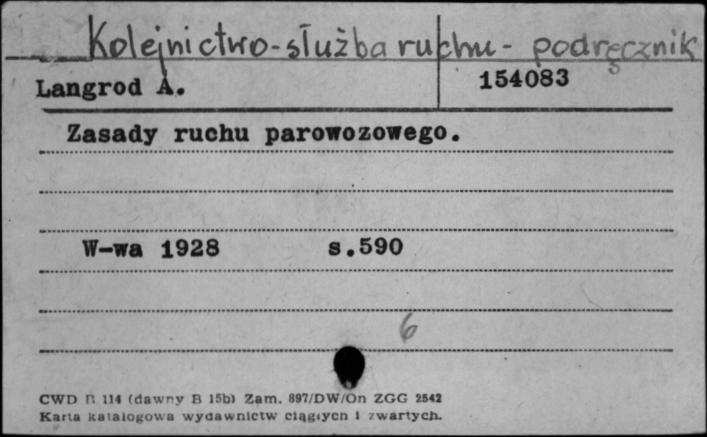 Kolejnictwo-służba ruchu - podręcznik
Langrod A. 154083
Zasady ruchu parowozowego.
W-wa 1928 s.590
6
CWD B 114 (dawny B 15b) Zam. 897/DW/On ZGG 2542
Karta katalogowa wydawnictw ciągłych i zwartych.